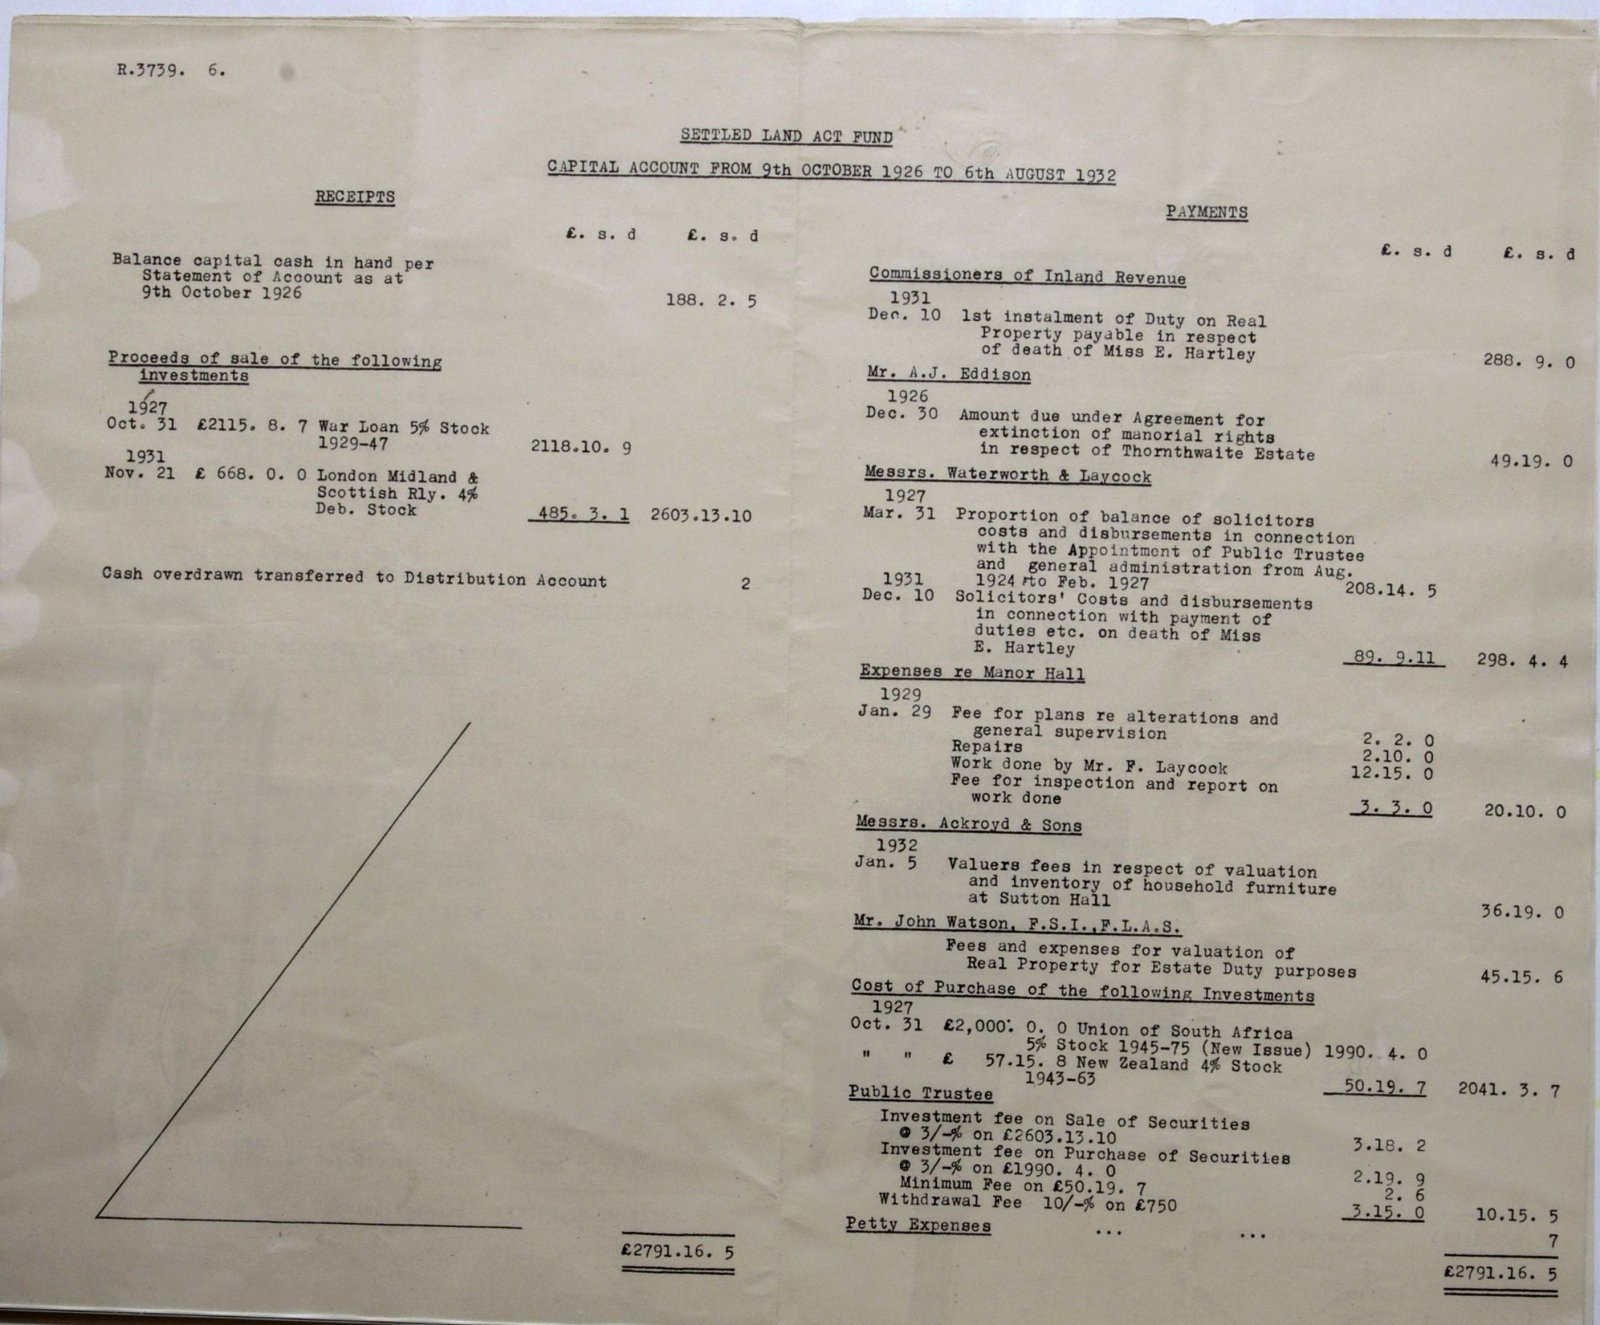 R.3739. 6.
SETTLED LAND ACT FUND
CAPITAL ACCOUNT FROM 9th OCTOBER 1926 TO 6th AUGUST 1932
RECEIPTS
£. s. d £. s. d
Balance capital cash in hand per
Statement of Account as at
9th October 1926 188. 2. 5
Proceeds of sale of the following
investments
1927
Oct. 31 £2115. 8. 7 War Loan 5% Stock
1929-47 2118.10. 9
1931
Nov. 21 £ 668. 0. 0 London Midland &
Scottish Rly. 4%
Deb. Stock 485. 3. 1 2603.13.10
Cash overdrawn transferred to Distribution Account 2
£2791.16. 5
PAYMENTS
£. s. d £. s. d
Commissioners of Inland Revenue
1931
Dec. 10 1st instalment of Duty on Real
Property payable in respect
of death of Miss E. Hartley 288. 9. 0
Mr. A.J. Eddison
1926
Dec. 30 Amount due under Agreement for
extinction of manorial rights
in respect of Thornthwaite Estate 49.19. 0
Messrs. Waterworth & Laycock
1927
Mar. 31 Proportion of balance of solicitors
costs and disbursements in connection
with the Appointment of Public Trustee
and general administration from Aug.
1924 to Feb. 1927 208.14. 5
1931
Dec. 10 Solicitors' Costs and disbursements
in connection with payment of
duties etc. on death of Miss
E. Hartley 89. 9.11 298. 4. 4
Expenses re Manor Hall
1929
Jan. 29 Fee for plans re alterations and
general supervision 2. 2. 0
Repairs 2.10. 0
Work done by Mr. F. Laycock 12.15. 0
Fee for inspection and report on
work done 3. 3. 0 20.10. 0
Messrs. Ackroyd & Sons
1932
Jan. 5 Valuers fees in respect of valuation
and inventory of household furniture
at Sutton Hall 36.19. 0
Mr. John Watson, F.S.I.,F.L.A.S.
Fees and expenses for valuation of
Real Property for Estate Duty purposes 45.15. 6
Cost of Purchase of the following Investments
1927
Oct. 31 £2,000. 0. 0 Union of South Africa
5% Stock 1945-75 (New Issue) 1990. 4. 0
" " £ 57.15. 8 New Zealand 4% Stock
1943-63 50.19. 7 2041. 3. 7
Public Trustee
Investment fee on Sale of Securities
@ 3/-% on £2603.13.10 3.18. 2
Investment fee on Purchase of Securities
@ 3/-% on £1990. 4. 0 2.19. 9
Minimum Fee on £50.19. 7 2. 6
Withdrawal Fee 10/-% on £750 3.15. 0 10.15. 5
Petty Expenses ... ... 7
£2791.16. 5